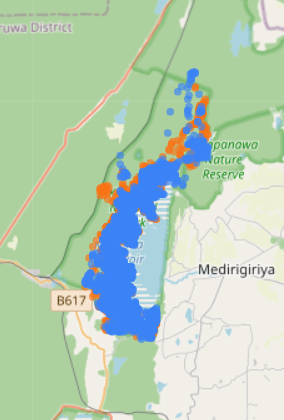 ruwa District
panawa
Nature
Reserve
k
Medirigiriya
B617